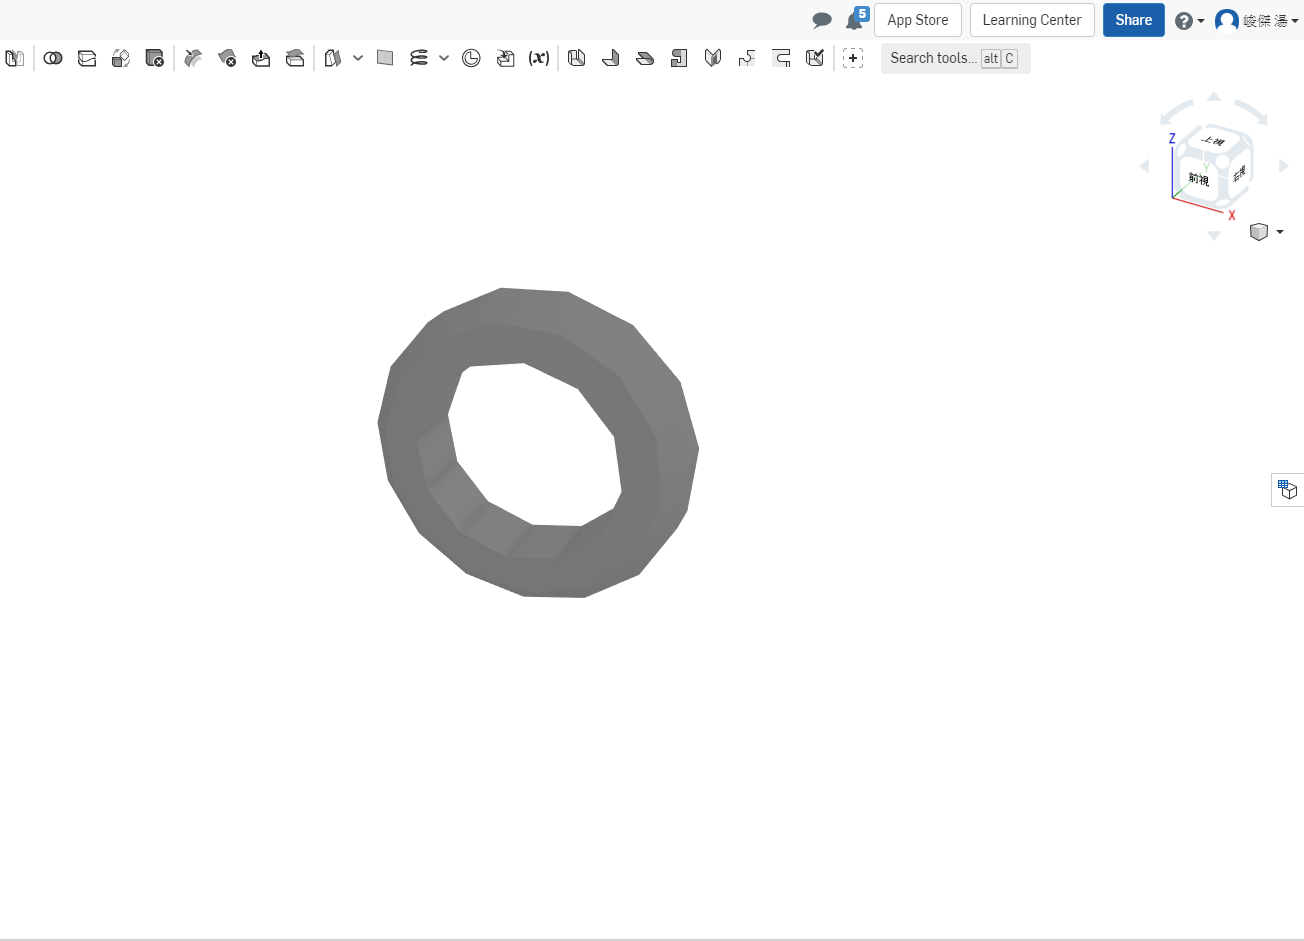 5
App Store
Learning Center
Share
?
峻傑 湯
(x)
Search tools... alt C
Z
上視
Y
前視
右視
X